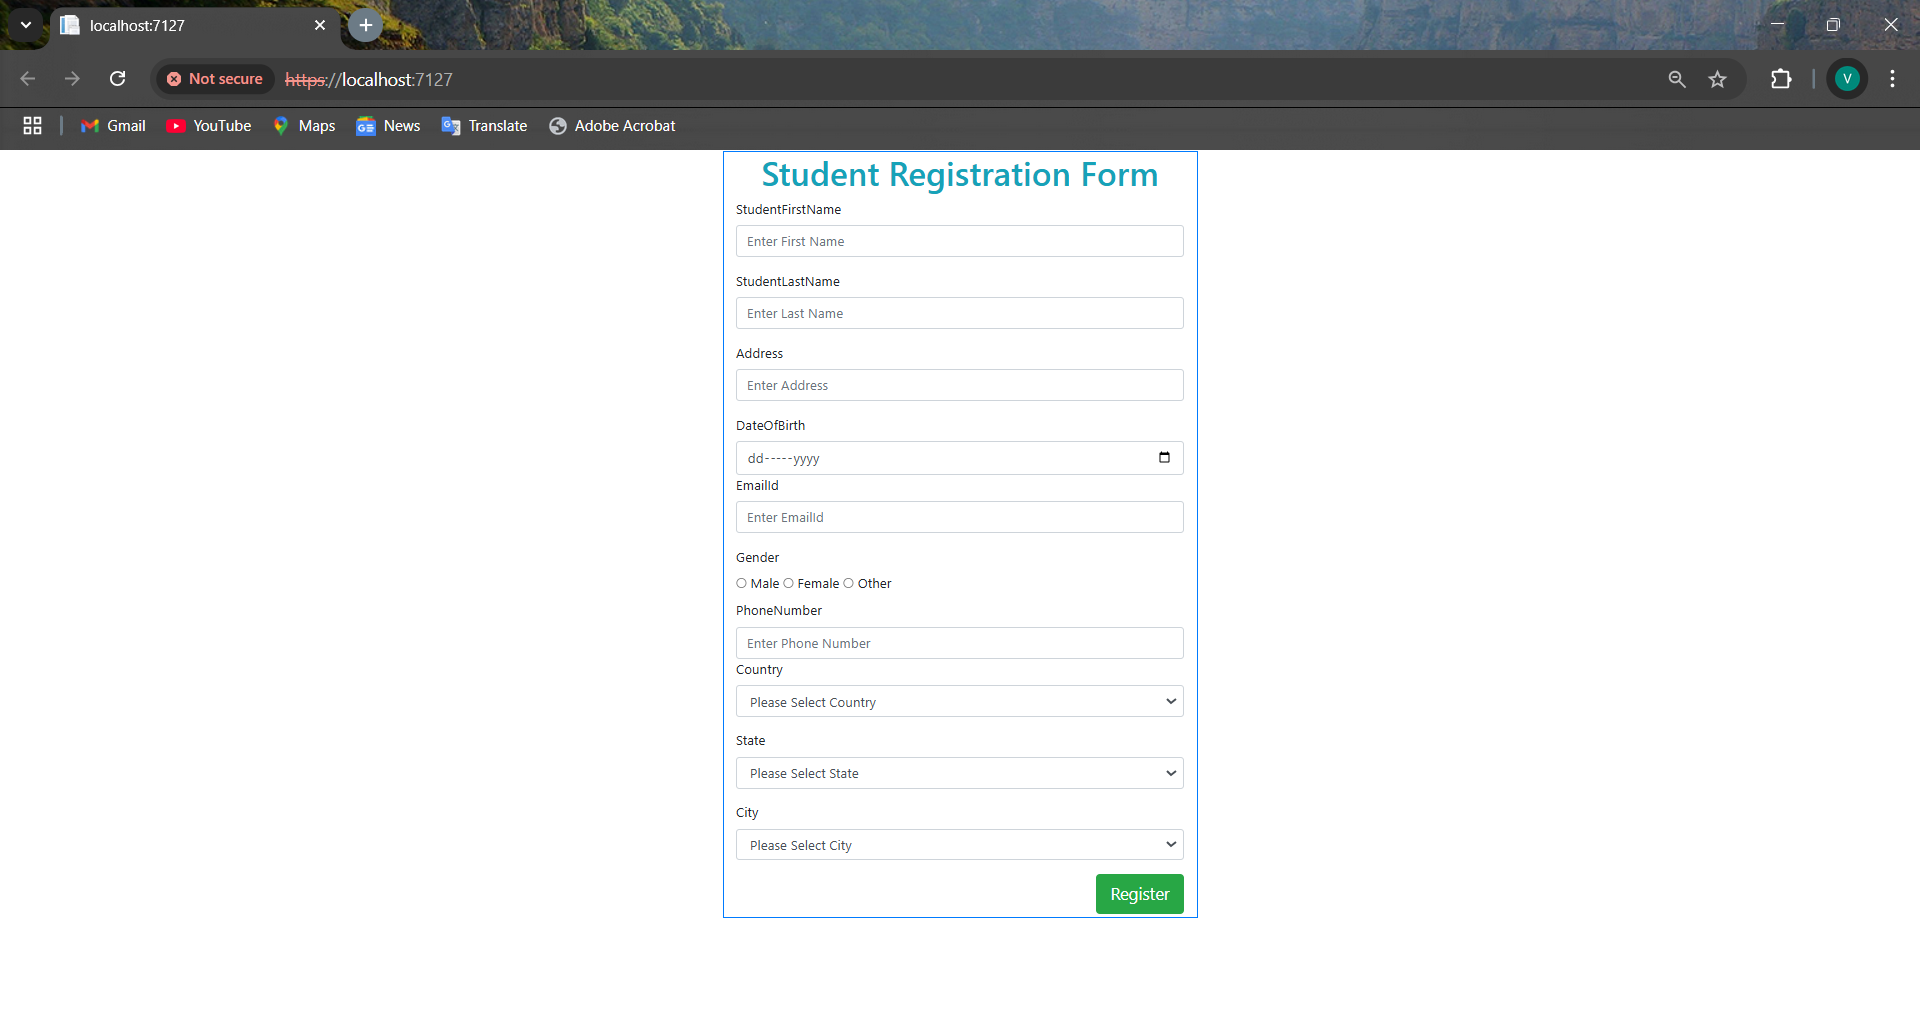 localhost:7127
Not secure https://localhost:7127
V
Gmail YouTube Maps News Translate Adobe Acrobat
Student Registration Form
StudentFirstName
Enter First Name
StudentLastName
Enter Last Name
Address
Enter Address
DateOfBirth
dd-----yyyy
EmailId
Enter EmailId
Gender
Male Female Other
PhoneNumber
Enter Phone Number
Country
Please Select Country
State
Please Select State
City
Please Select City
Register